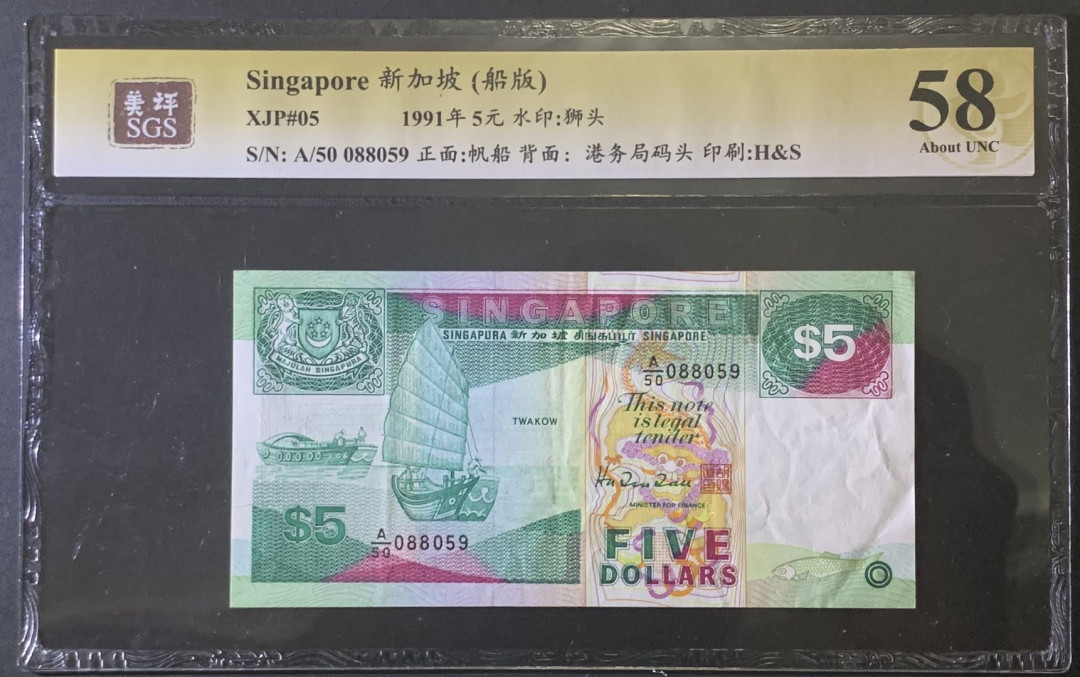 美评
SGS
Singapore 新加坡 (船版)
XJP#05 1991年 5元 水印:狮头
S/N: A/50 088059 正面:帆船 背面: 港务局码头 印刷:H&S
58
About UNC
SINGAPORE
SINGAPURA 新加坡 சிங்கப்பூர் SINGAPORE
MAJULAH SINGAPURA
$5
A/50 088059
This note
is legal
tender
TWAKOW
MINISTER FOR FINANCE
$5
A/50 088059
FIVE
DOLLARS